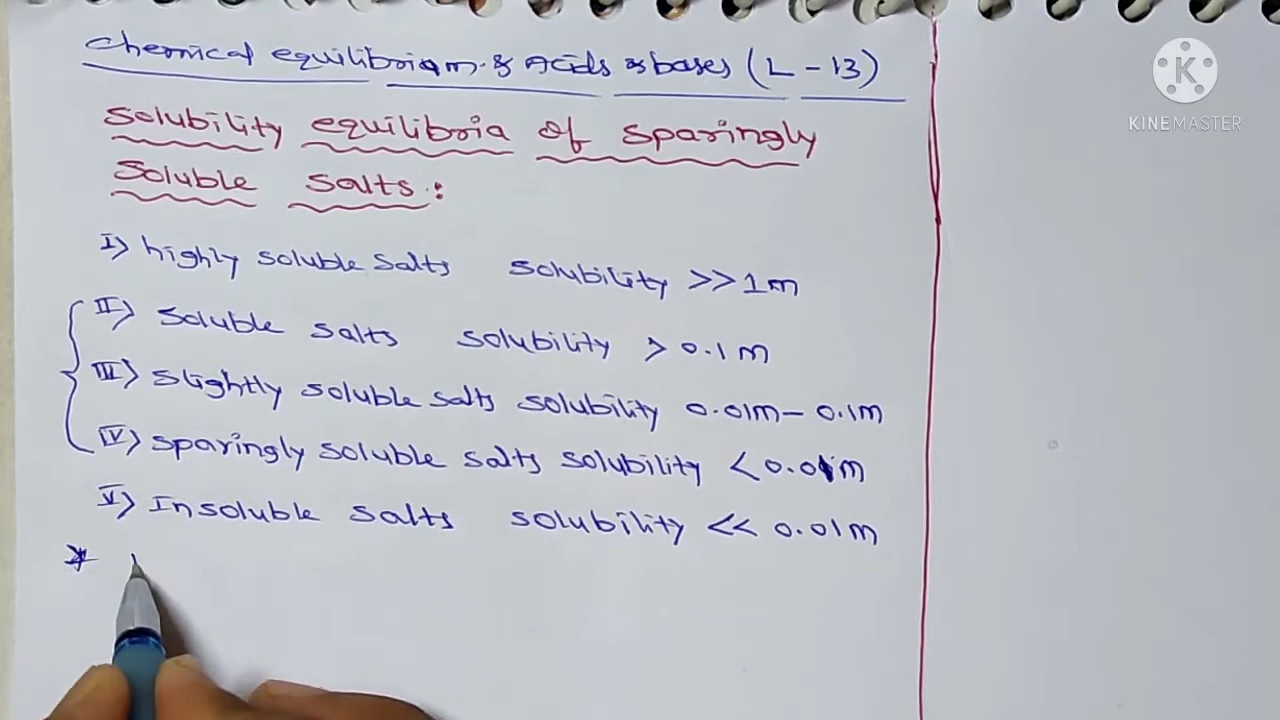 Chemical equilibrium & Acids & bases (L - 13)
KINEMASTER
Solubility equilibria of sparingly
soluble salts:
I) highly soluble salts solubility >> 1m
II) soluble salts solubility > 0.1m
III) slightly soluble salts solubility 0.01m - 0.1m
IV) sparingly soluble salts solubility < 0.01m
V) Insoluble salts solubility << 0.01m
*